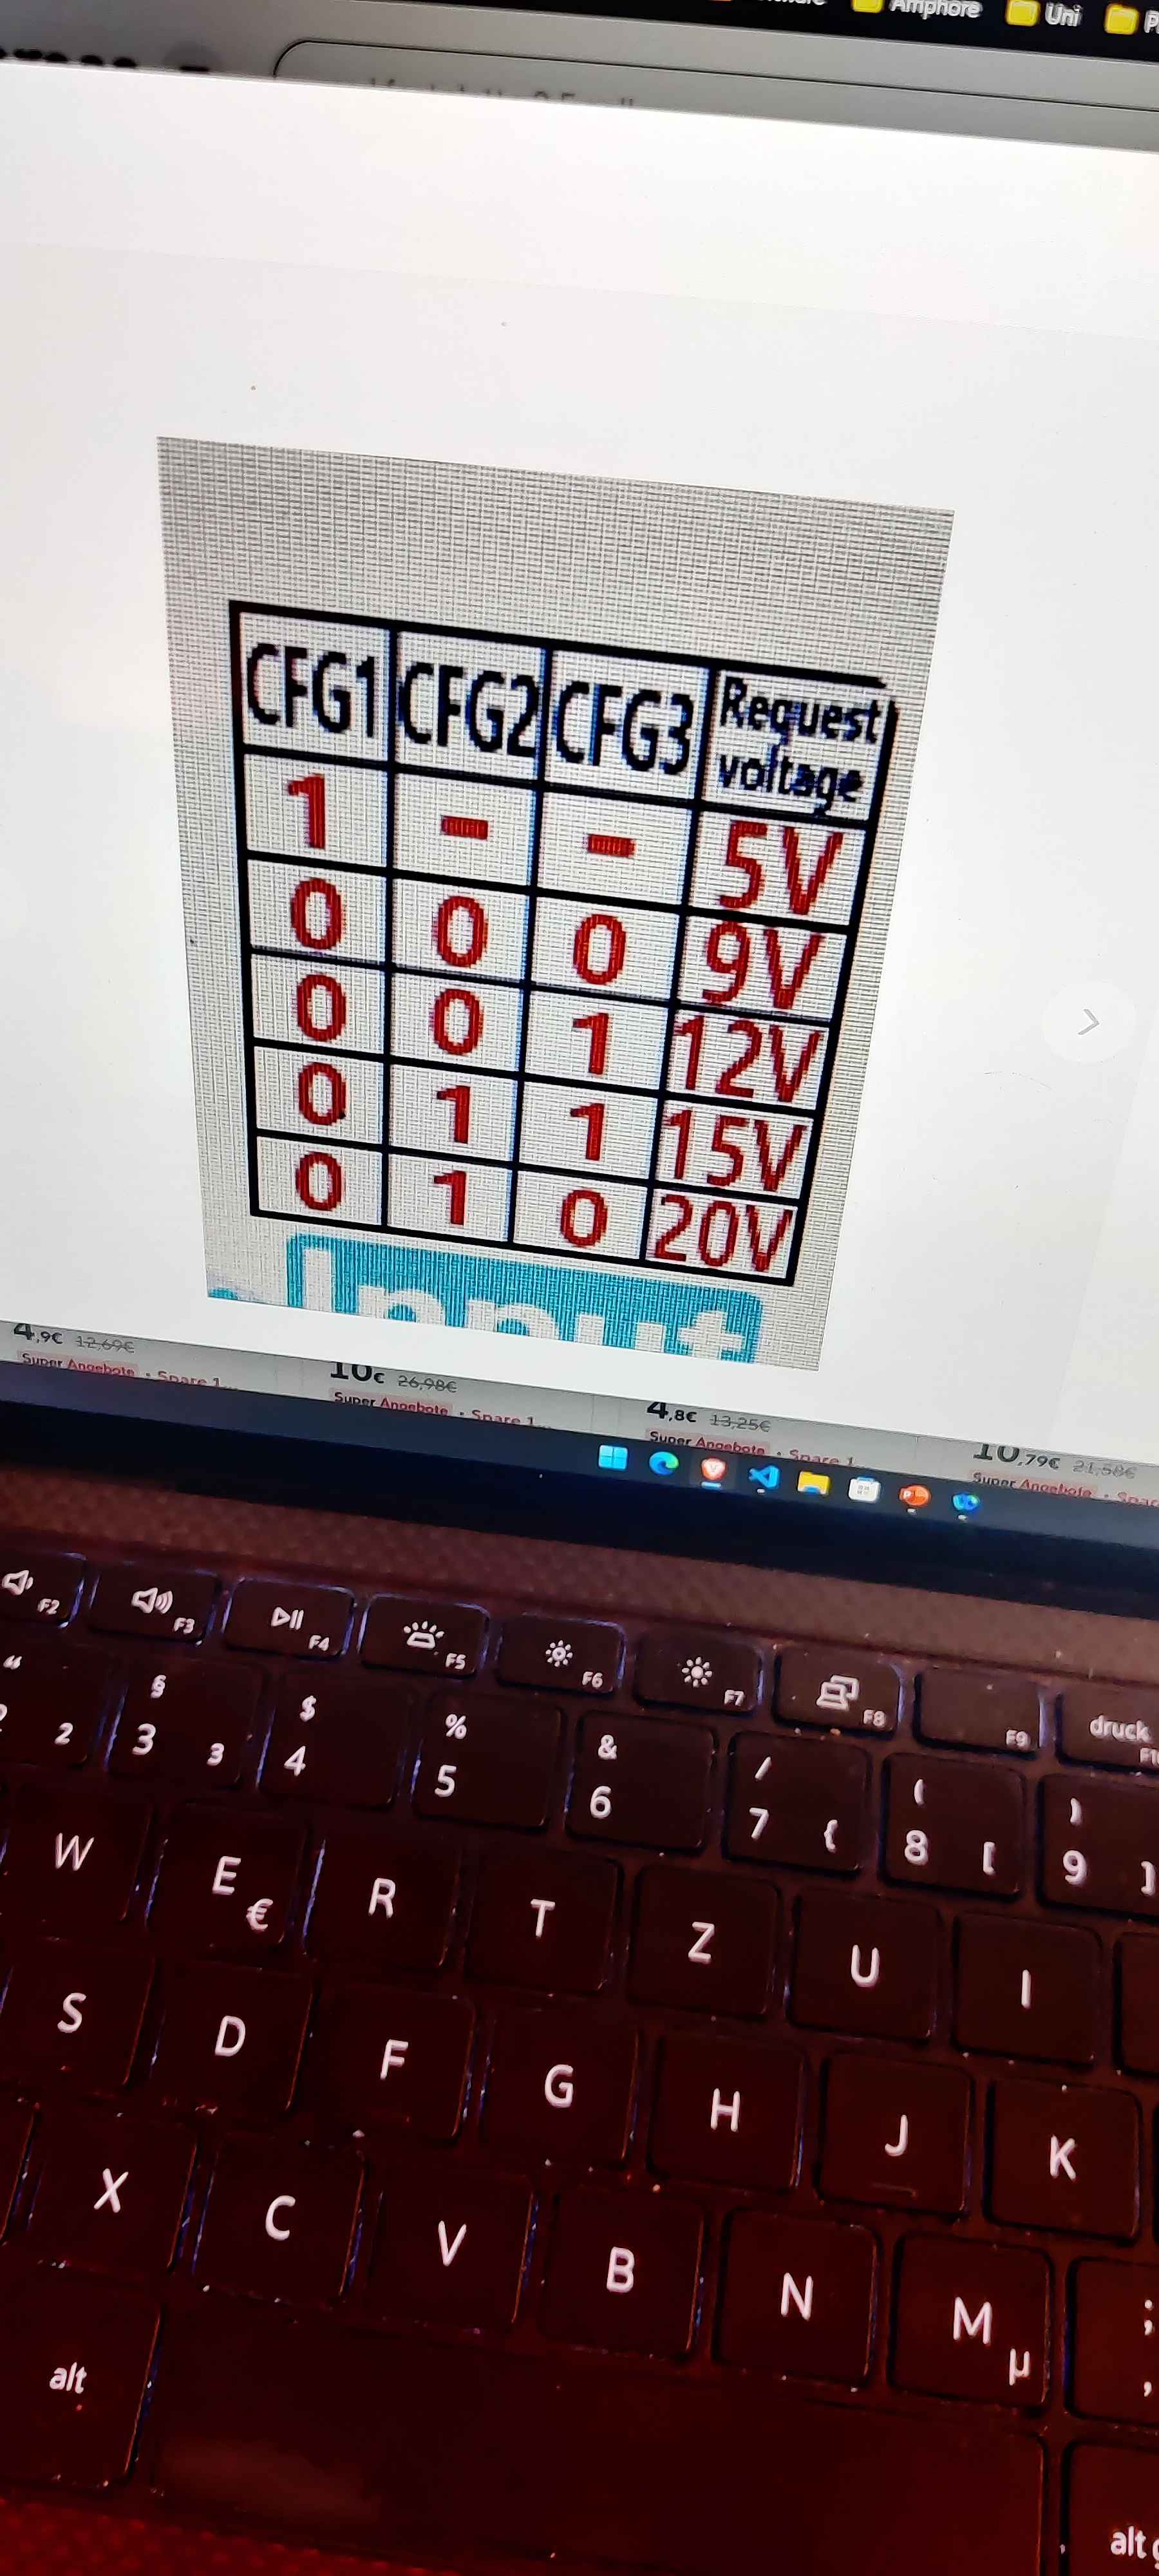 Amphore Uni
CFG1 CFG2 CFG3 Request voltage
1 - - 5V
0 0 0 9V
0 0 1 12V
0 1 1 15V
0 1 0 20V
Input
4,9€ 12,69€
Super Angebote · Spare 1...
10€ 26,98€
Super Angebote · Spare 1...
4,8€ 13,25€
Super Angebote · Spare 1...
10,79€ 21,58€
Super Angebote
F2 F3 F4 F5 F6 F7 F8 F9 druck
2 § 3 3 $ 4 % 5 & 6 / 7 { ( 8 [ ) 9 ]
W E € R T Z U I
S D F G H J K
X C V B N M µ ; ,
alt alt